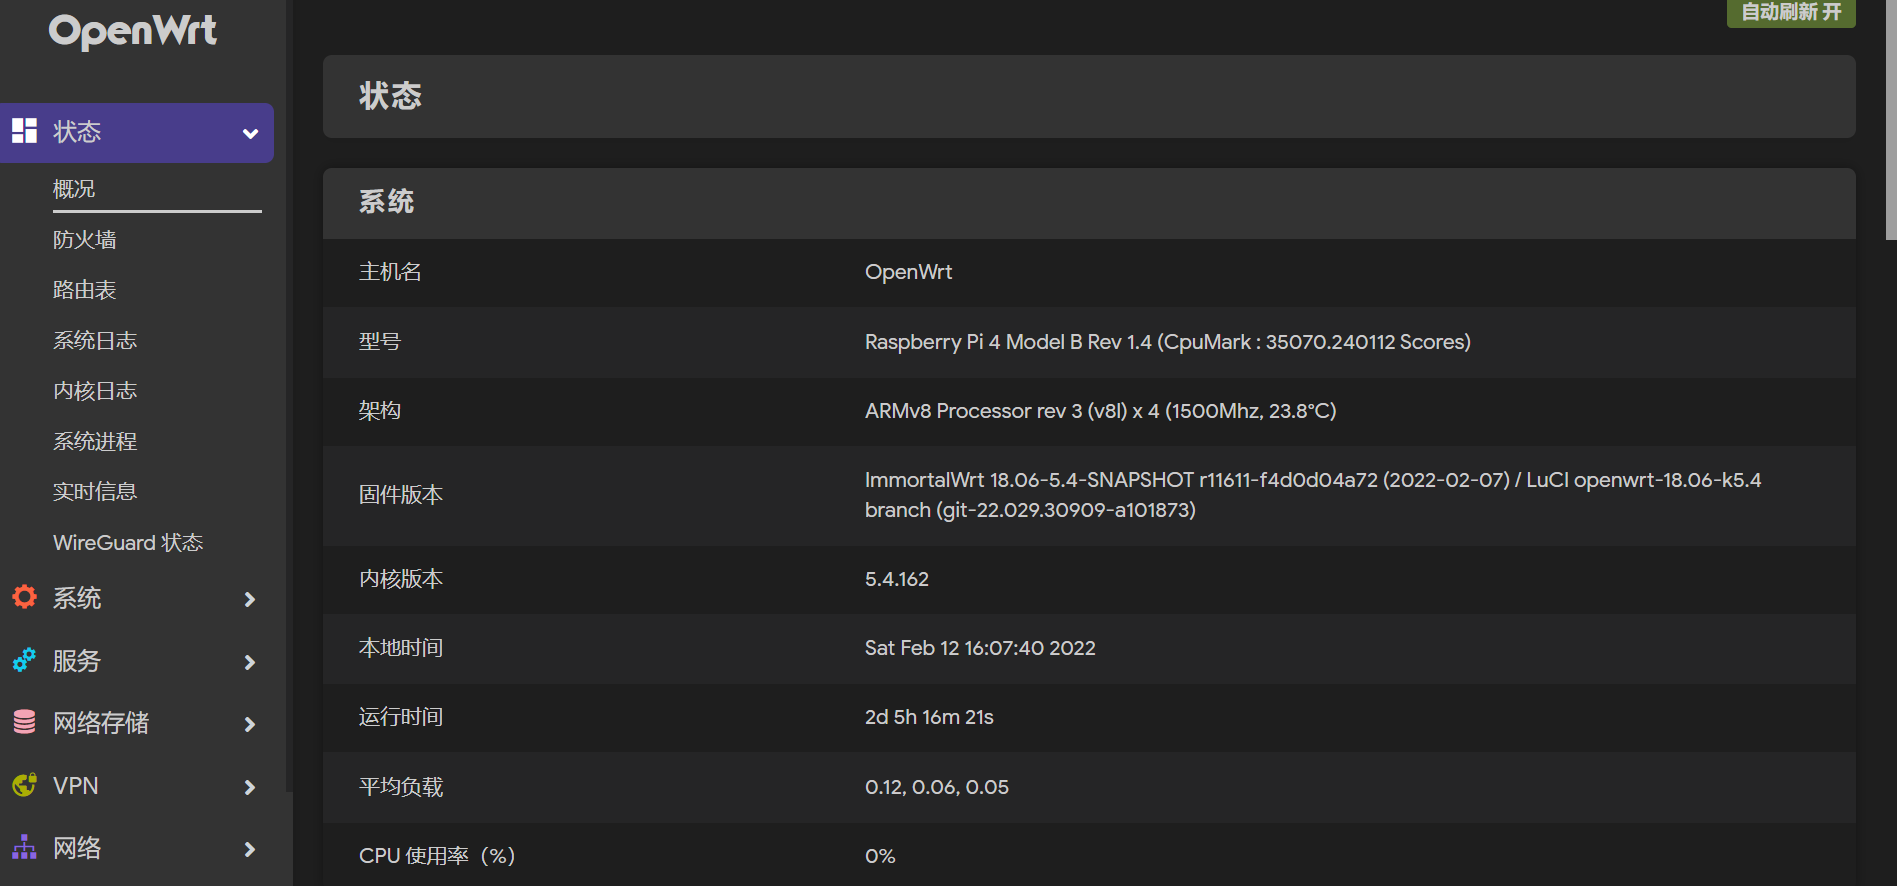 OpenWrt
状态
概况
防火墙
路由表
系统日志
内核日志
系统进程
实时信息
WireGuard 状态
系统
服务
网络存储
VPN
网络
自动刷新 开
状态
系统
主机名 OpenWrt
型号 Raspberry Pi 4 Model B Rev 1.4 (CpuMark : 35070.240112 Scores)
架构 ARMv8 Processor rev 3 (v8l) x 4 (1500Mhz, 23.8°C)
固件版本 ImmortalWrt 18.06-5.4-SNAPSHOT r11611-f4d0d04a72 (2022-02-07) / LuCI openwrt-18.06-k5.4
branch (git-22.029.30909-a101873)
内核版本 5.4.162
本地时间 Sat Feb 12 16:07:40 2022
运行时间 2d 5h 16m 21s
平均负载 0.12, 0.06, 0.05
CPU 使用率（%） 0%